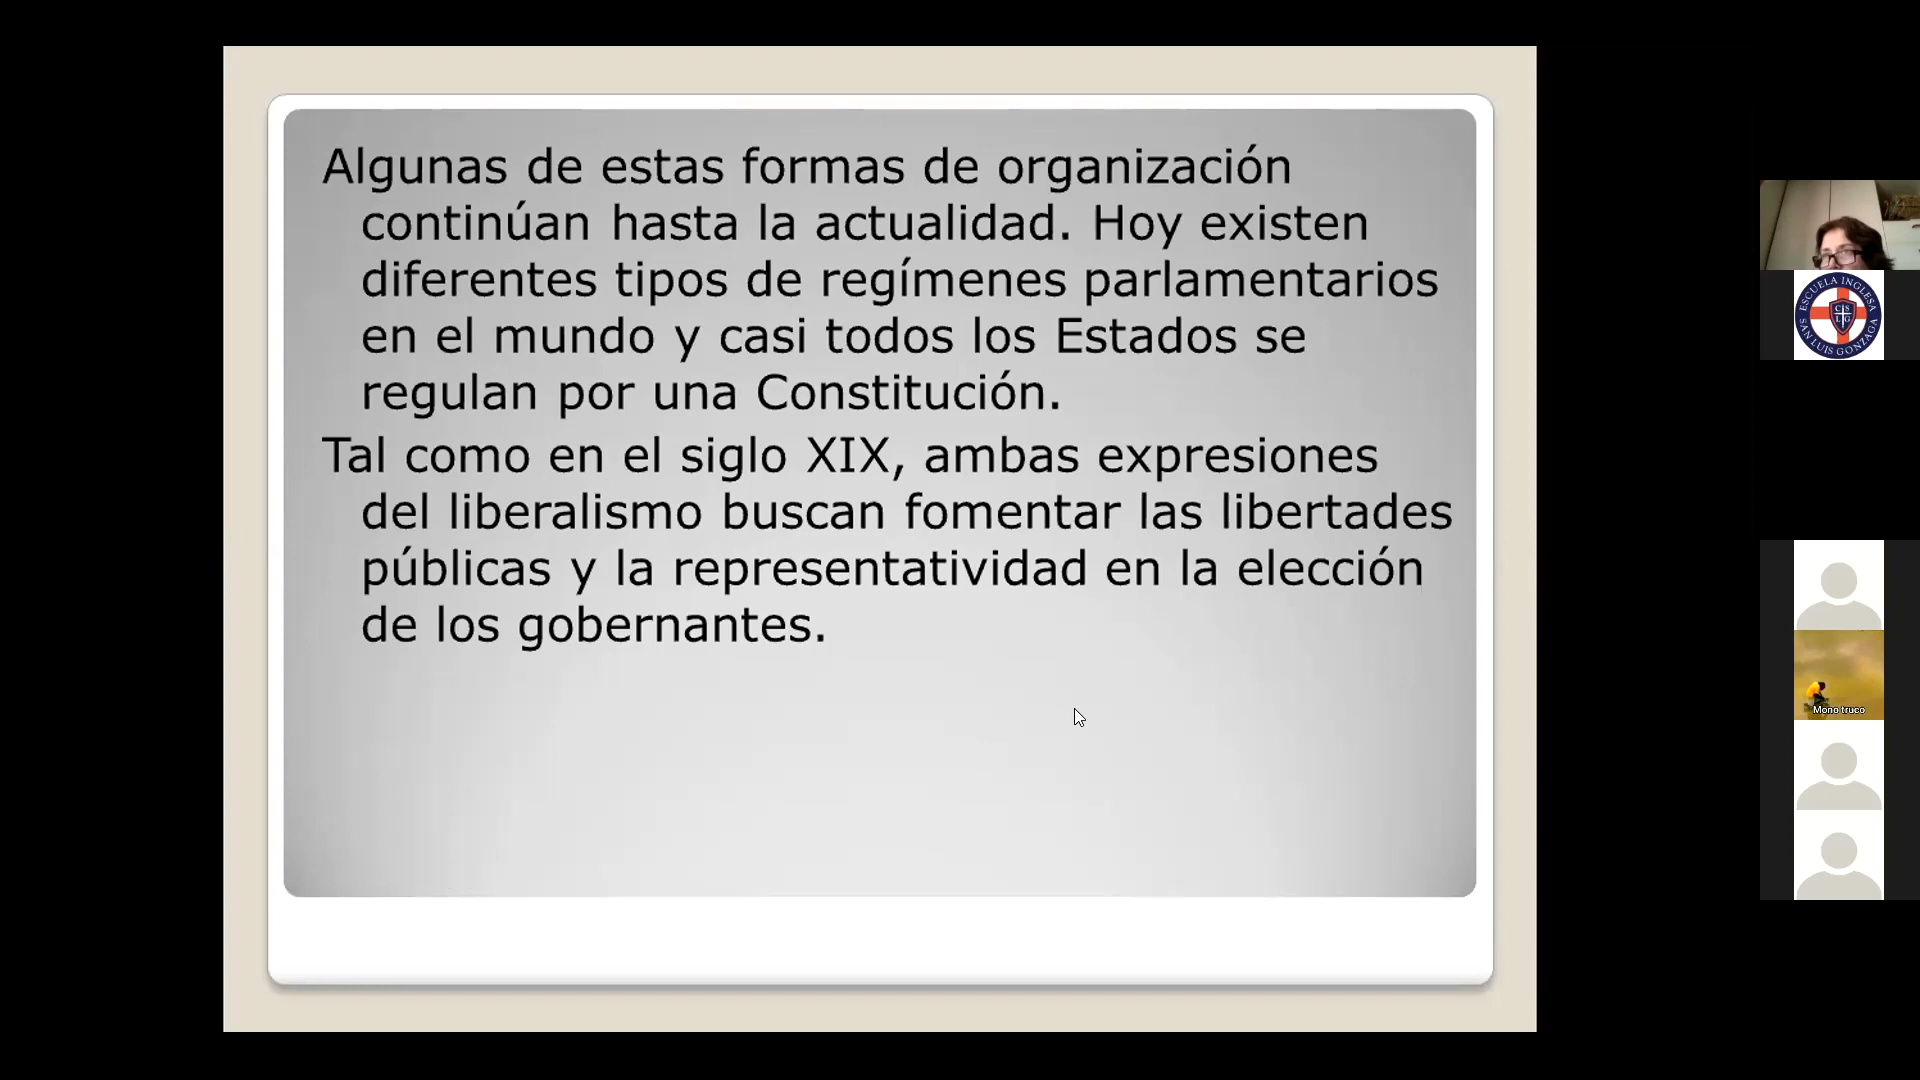 Algunas de estas formas de organización
continúan hasta la actualidad. Hoy existen
diferentes tipos de regímenes parlamentarios
en el mundo y casi todos los Estados se
regulan por una Constitución.
Tal como en el siglo XIX, ambas expresiones
del liberalismo buscan fomentar las libertades
públicas y la representatividad en la elección
de los gobernantes.
ESCUELA INGLESA
SAN LUIS GONZAGA
Mono truco